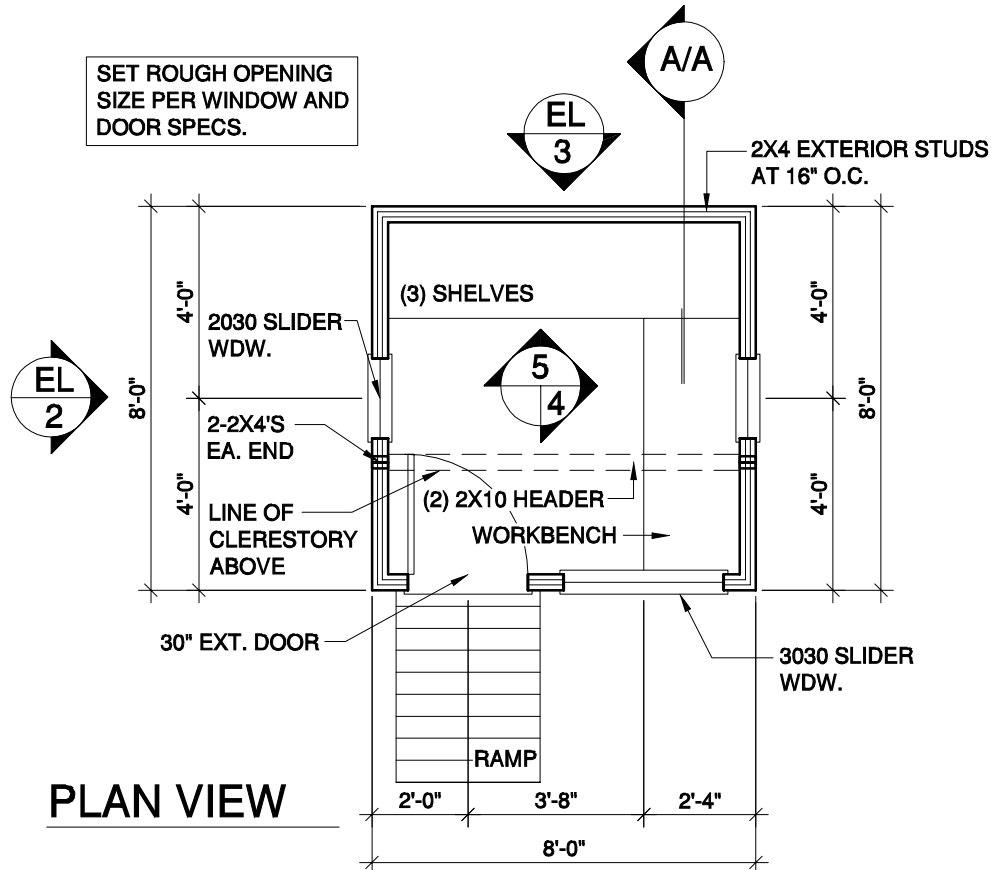 SET ROUGH OPENING
SIZE PER WINDOW AND
DOOR SPECS.
A/A
EL
3
2X4 EXTERIOR STUDS
AT 16" O.C.
(3) SHELVES
4'-0"
4'-0"
2030 SLIDER
WDW.
5
4
EL
2
8'-0"
8'-0"
2-2X4'S
EA. END
4'-0"
4'-0"
(2) 2X10 HEADER
LINE OF
CLERESTORY
ABOVE
WORKBENCH
30" EXT. DOOR
3030 SLIDER
WDW.
RAMP
PLAN VIEW
2'-0"
3'-8"
2'-4"
8'-0"